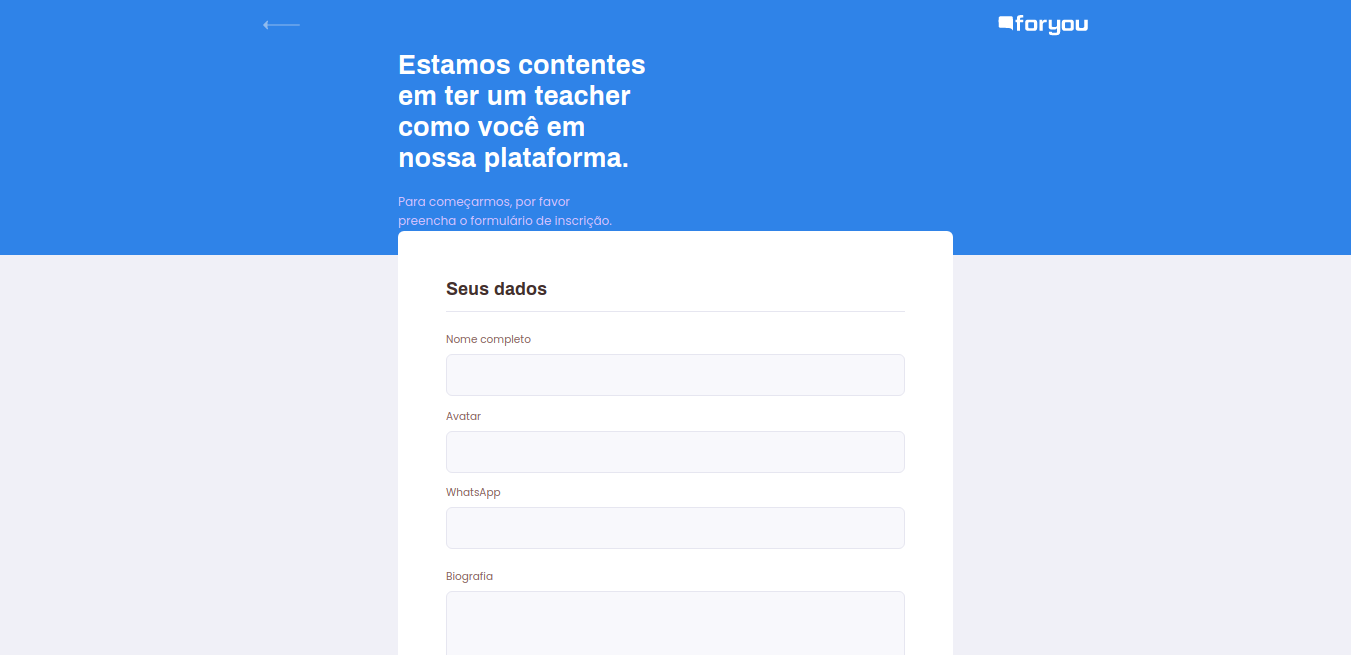 foryou
Estamos contentes
em ter um teacher
como você em
nossa plataforma.
Para começarmos, por favor
preencha o formulário de inscrição.
Seus dados
Nome completo
Avatar
WhatsApp
Biografia